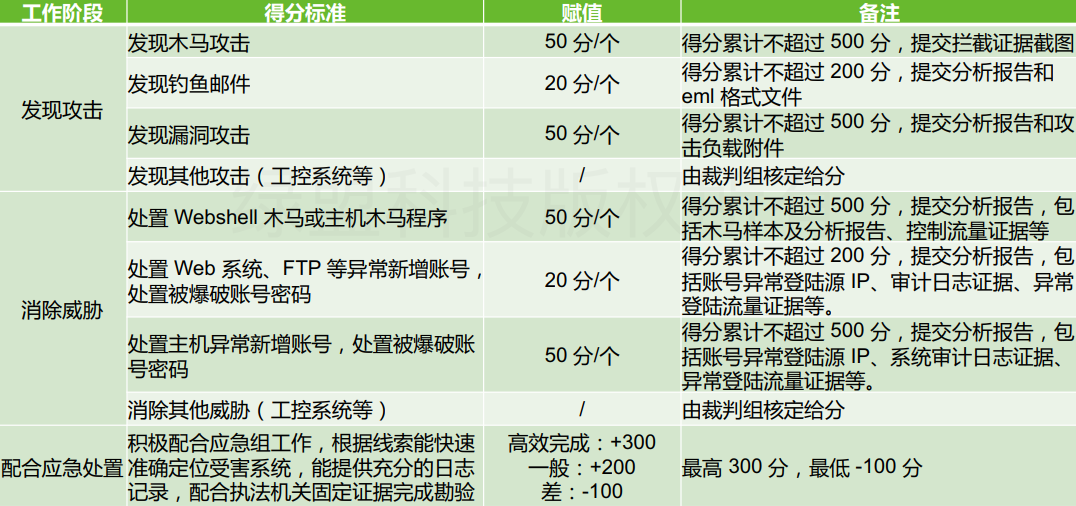 工作阶段 得分标准 赋值 备注
发现攻击
发现木马攻击 50 分/个 得分累计不超过 500 分，提交拦截证据截图
发现钓鱼邮件 20 分/个 得分累计不超过 200 分，提交分析报告和
eml 格式文件
发现漏洞攻击 50 分/个 得分累计不超过 500 分，提交分析报告和攻
击负载附件
发现其他攻击（工控系统等） / 由裁判组核定给分
消除威胁
处置 Webshell 木马或主机木马程序 50 分/个 得分累计不超过 500 分，提交分析报告，包
括木马样本及分析报告、控制流量证据等
处置 Web 系统、FTP 等异常新增账号，
处置被爆破账号密码
20 分/个
得分累计不超过 200 分，提交分析报告，包
括账号异常登陆源 IP、审计日志证据、异常
登陆流量证据等。
处置主机异常新增账号，处置被爆破账
号密码
50 分/个
得分累计不超过 500 分，提交分析报告，包
括账号异常登陆源 IP、系统审计日志证据、
异常登陆流量证据等。
消除其他威胁（工控系统等） / 由裁判组核定给分
配合应急处置
积极配合应急组工作，根据线索能快速
准确定位受害系统，能提供充分的日志
记录，配合执法机关固定证据完成勘验
高效完成：+300
一般：+200
差：-100
最高 300 分，最低 -100 分
绿盟科技版权